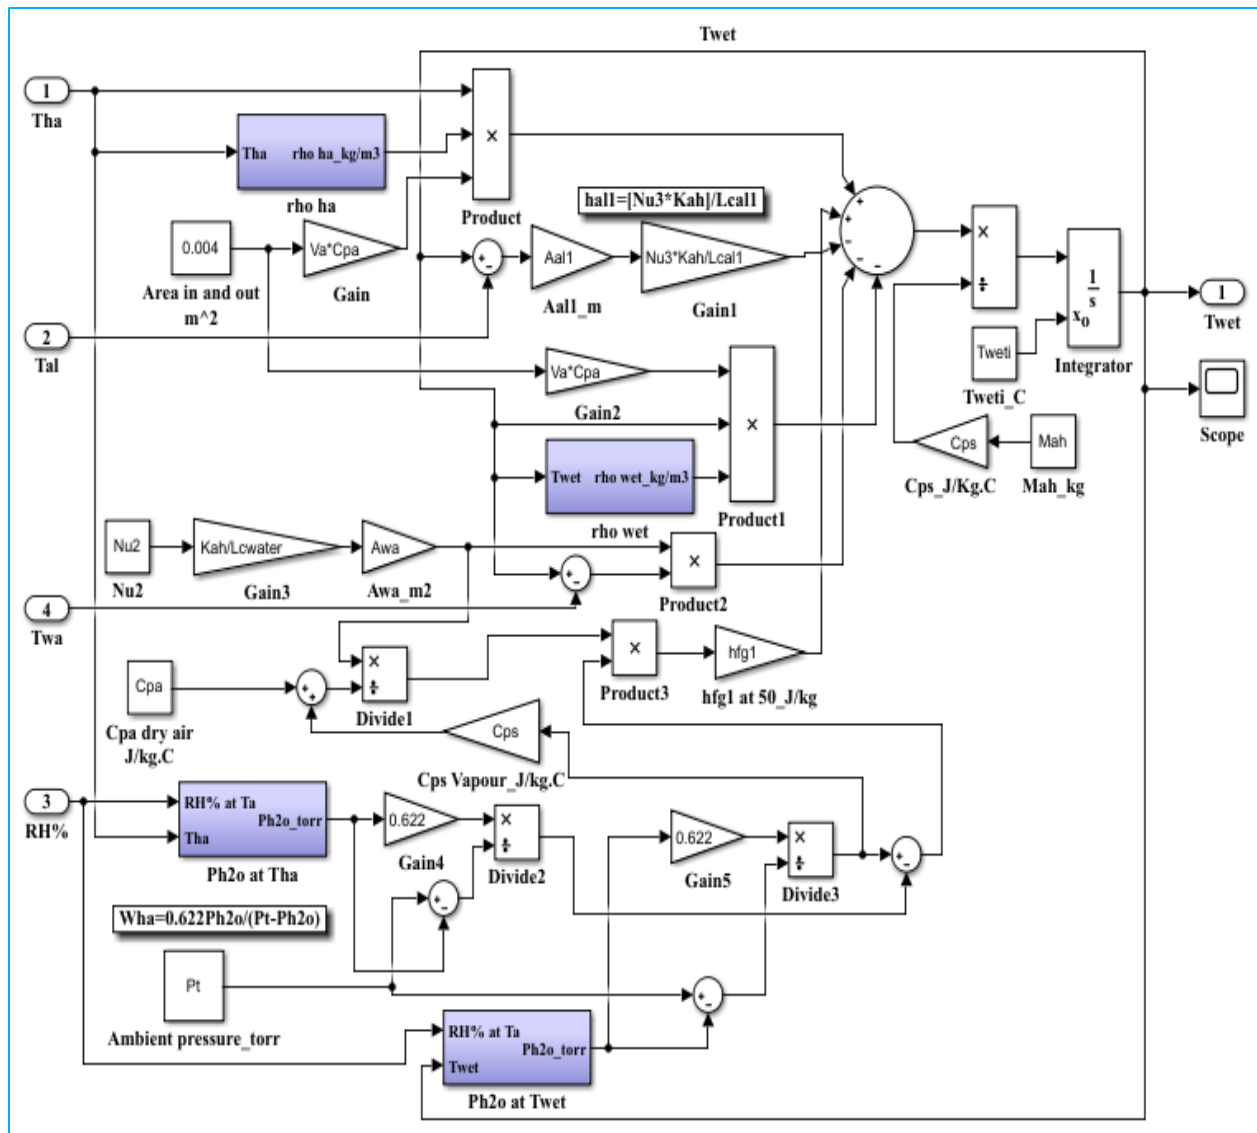 Twet
1
Tha
Tha
rho ha_kg/m3
rho ha
×
Product
hal1=[Nu3*Kah]/Lcal1
0.004
Area in and out
m^2
Va*Cpa
Gain
+
-
Aal1
Aal1_m
Nu3*Kah/Lcal1
Gain1
+
+
-
-
-
×
÷
1
s
xo
Integrator
1
Twet
2
Tal
Va*Cpa
Gain2
×
Product1
Tweti
Tweti_C
Scope
Cps
Cps_J/Kg.C
Mah
Mah_kg
Twet
rho wet_kg/m3
rho wet
Nu2
Nu2
Kah/Lcwater
Gain3
Awa
Awa_m2
+
-
×
Product2
4
Twa
Cpa
Cpa dry air
J/kg.C
+
+
×
÷
Divide1
×
Product3
hfg1
hfg1 at 50_J/kg
Cps
Cps Vapour_J/kg.C
3
RH%
RH% at Ta
Ph2o_torr
Tha
Ph2o at Tha
0.622
Gain4
×
÷
Divide2
0.622
Gain5
×
÷
Divide3
+
-
+
-
Wha=0.622Ph2o/(Pt-Ph2o)
Pt
Ambient pressure_torr
+
-
RH% at Ta
Ph2o_torr
Twet
Ph2o at Twet